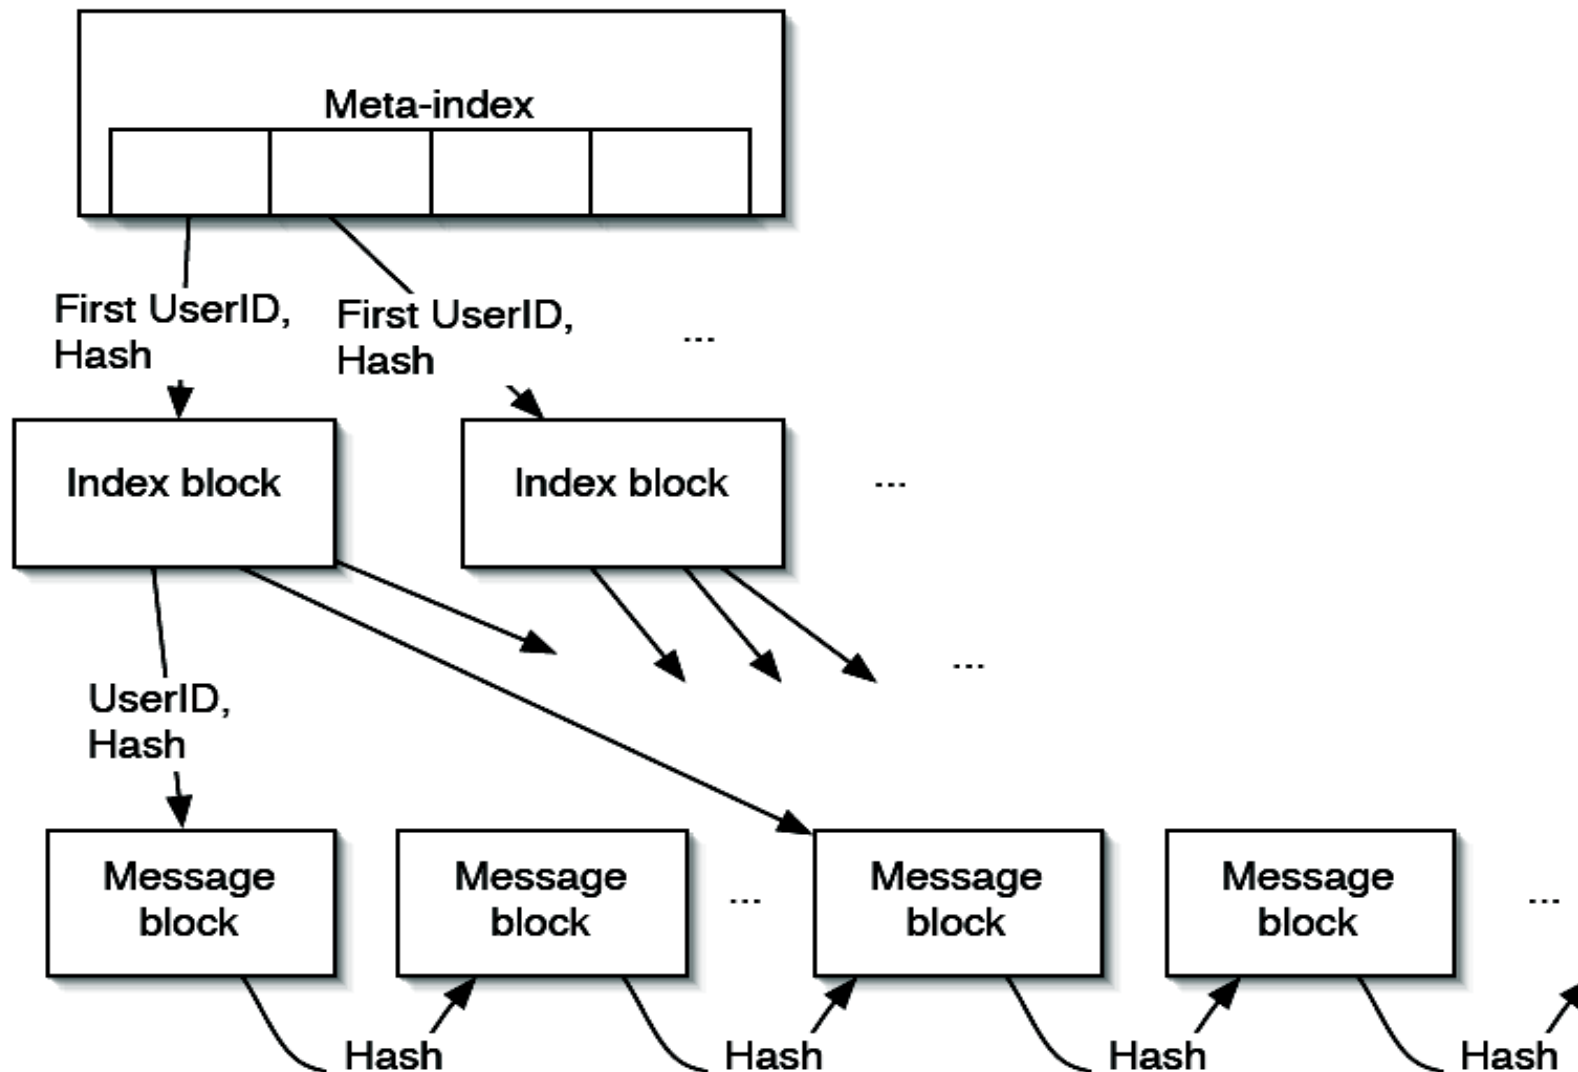 Meta-index
First UserID,
Hash
First UserID,
Hash
...
Index block
Index block
...
...
UserID,
Hash
Message
block
Message
block
...
Message
block
Message
block
...
Hash
Hash
Hash
Hash